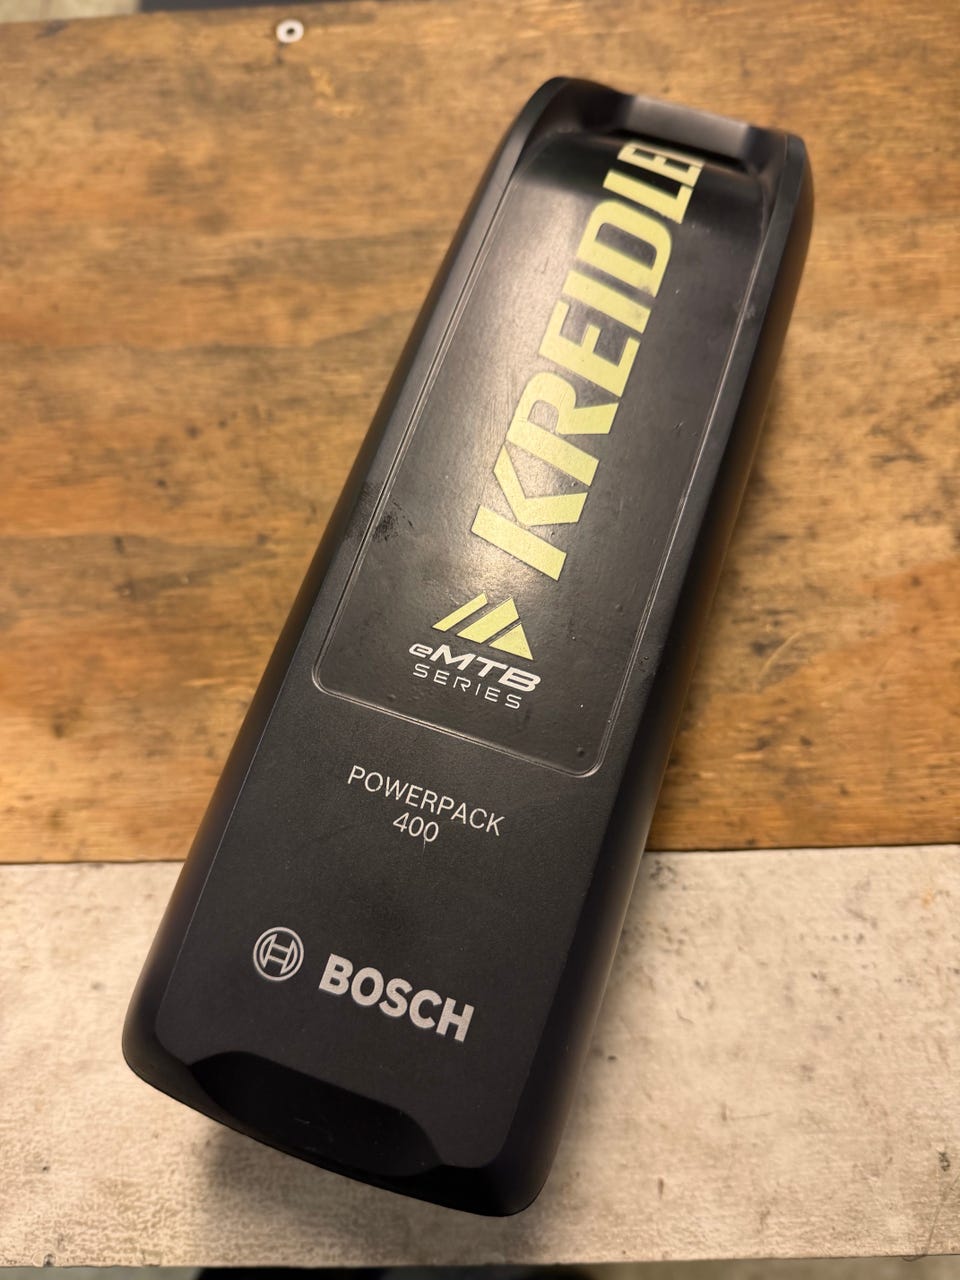 KREIDLER
eMTB
SERIES
POWERPACK
400
BOSCH